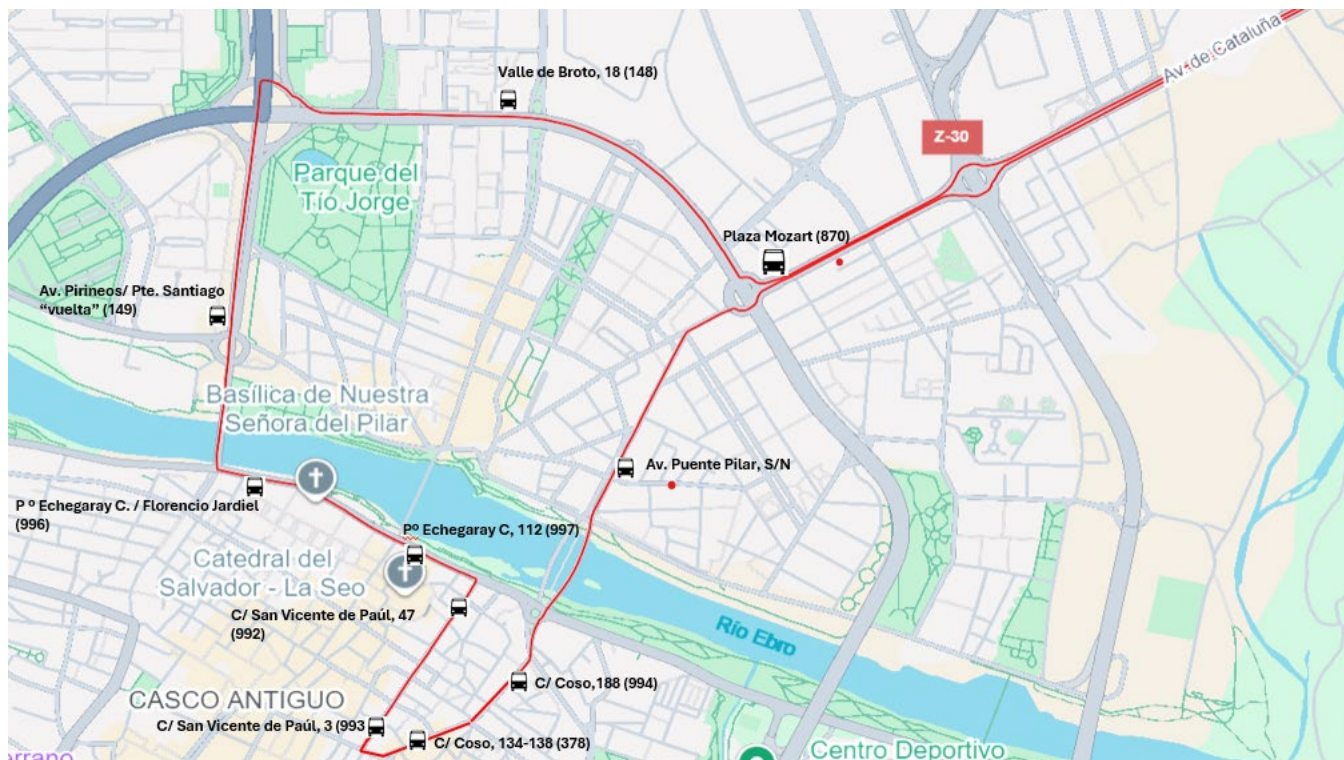 Av. de Cataluña
Valle de Broto, 18 (148)
Z-30
Parque del
Tío Jorge
Plaza Mozart (870)
Av. Pirineos/ Pte. Santiago
“vuelta” (149)
Basílica de Nuestra
Señora del Pilar
Av. Puente Pilar, S/N
P º Echegaray C. / Florencio Jardiel
(996)
Pº Echegaray C, 112 (997)
Catedral del
Salvador - La Seo
C/ San Vicente de Paúl, 47
(992)
Río Ebro
C/ Coso,188 (994)
CASCO ANTIGUO
C/ San Vicente de Paúl, 3 (993
C/ Coso, 134-138 (378)
Centro Deportivo